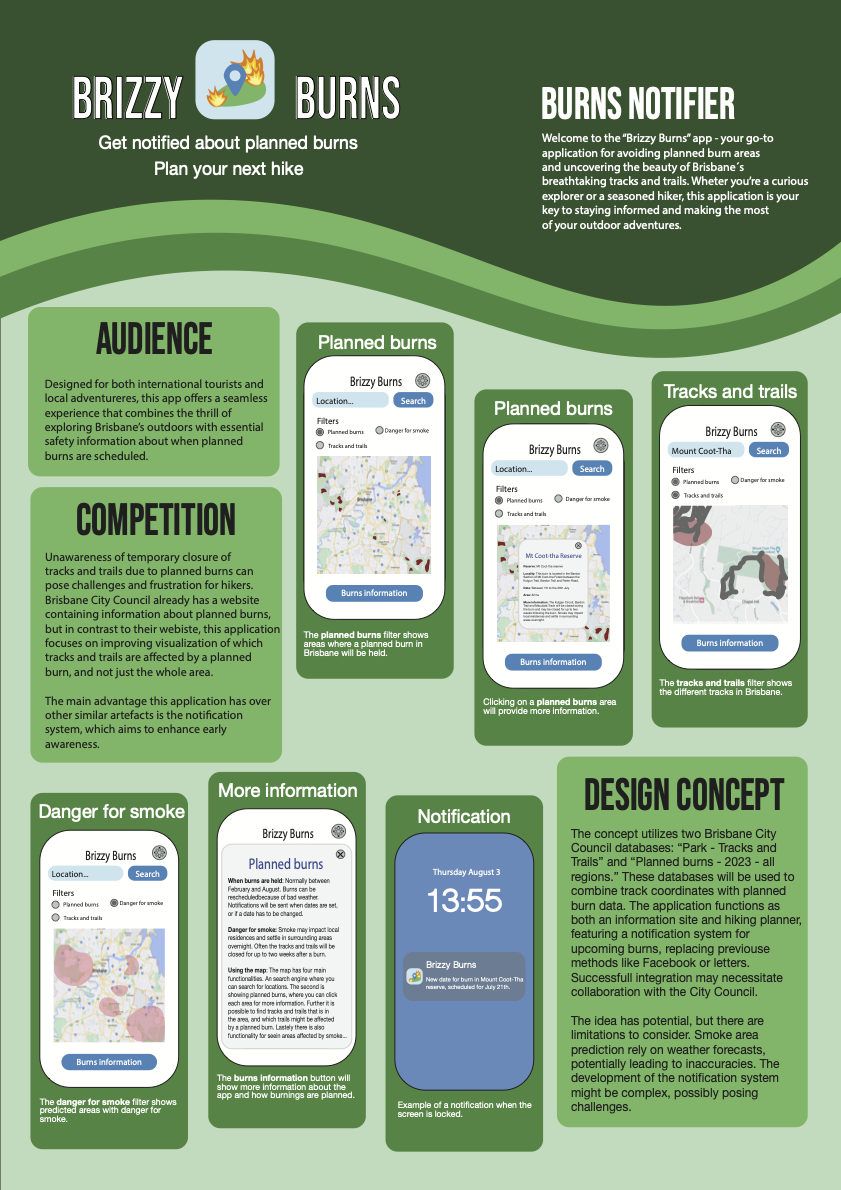 BRIZZY BURNS
Get notified about planned burns
Plan your next hike
BURNS NOTIFIER
Welcome to the "Brizzy Burns" app - your go-to
application for avoiding planned burn areas
and uncovering the beauty of Brisbane´s
breathtaking tracks and trails. Wheter you're a curious
explorer or a seasoned hiker, this application is your
key to staying informed and making the most
of your outdoor adventures.
AUDIENCE
Designed for both international tourists and
local adventureres, this app offers a seamless
experience that combines the thrill of
exploring Brisbane's outdoors with essential
safety information about when planned
burns are scheduled.
COMPETITION
Unawareness of temporary closure of
tracks and trails due to planned burns can
pose challenges and frustration for hikers.
Brisbane City Council already has a website
containing information about planned burns,
but in contrast to their webiste, this application
focuses on improving visualization of which
tracks and trails are affected by a planned
burn, and not just the whole area.
The main advantage this application has over
other similar artefacts is the notification
system, which aims to enhance early
awareness.
Planned burns
Brizzy Burns
Location...
Search
Filters
Planned burns
Danger for smoke
Tracks and trails
Brisbane
Burns information
The planned burns filter shows
areas where a planned burn in
Brisbane will be held.
Planned burns
Brizzy Burns
Location...
Search
Filters
Planned burns
Danger for smoke
Tracks and trails
Mt Coot-tha Reserve
Burns information
Clicking on a planned burns area
will provide more information.
Tracks and trails
Brizzy Burns
Mount Coot-Tha
Search
Filters
Planned burns
Danger for smoke
Tracks and trails
Chapel Hill
Burns information
The tracks and trails filter shows
the different tracks in Brisbane.
Danger for smoke
Brizzy Burns
Location...
Search
Filters
Planned burns
Danger for smoke
Tracks and trails
Brisbane
Burns information
The danger for smoke filter shows
predicted areas with danger for
smoke.
More information
Brizzy Burns
Planned burns
When burns are held: Normally between
February and August. Burns can be
rescheduledbecause of bad weather.
Notifications will be sent when dates are set,
or if a date has to be changed.
Danger for smoke: Smoke may impact local
residences and settle in surrounding areas
overnight. Often the tracks and trails will be
closed for up to two weeks after a burn.
Using the map: The map has four main
functionalities. An search engine where you
can search for locations. The second is
showing planned burns, where you can click
each area for more information. Further it is
possible to find tracks and trails that is in
the area, and which trails might be affected
by a planned burn. Lastely there is also
functionality for seein areas affected by smoke...
The burns information button will
show more information about the
app and how burnings are planned.
Notification
Thursday August 3
13:55
Brizzy Burns
New date for burn in Mount Coot-Tha
reserve, scheduled for July 21th.
Example of a notification when the
screen is locked.
DESIGN CONCEPT
The concept utilizes two Brisbane City
Council databases: “Park - Tracks and
Trails” and “Planned burns - 2023 - all
regions.” These databases will be used to
combine track coordinates with planned
burn data. The application functions as
both an information site and hiking planner,
featuring a notification system for
upcoming burns, replacing previouse
methods like Facebook or letters.
Successfull integration may necessitate
collaboration with the City Council.
The idea has potential, but there are
limitations to consider. Smoke area
prediction rely on weather forecasts,
potentially leading to inaccuracies. The
development of the notification system
might be complex, possibly posing
challenges.